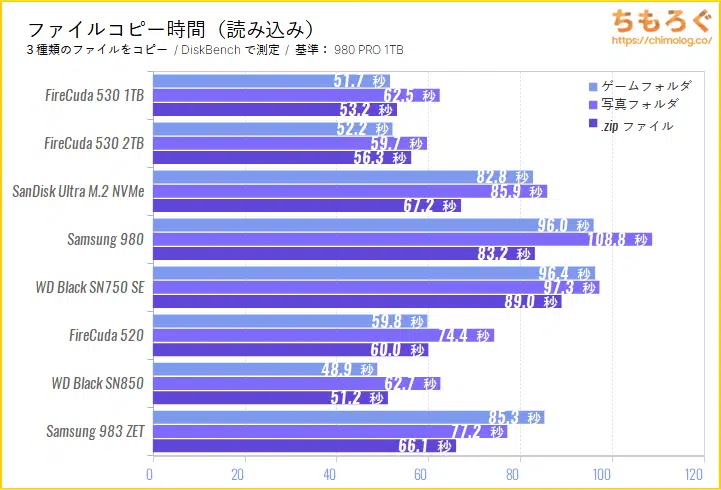 ファイルコピー時間（読み込み）
3種類のファイルをコピー / DiskBench で測定 / 基準： 980 PRO 1TB
ちもろぐ
https://chimolog.co/
ゲームフォルダ
写真フォルダ
.zip ファイル
FireCuda 530 1TB
51.7 秒
62.5 秒
53.2 秒
FireCuda 530 2TB
52.2 秒
59.7 秒
56.3 秒
SanDisk Ultra M.2 NVMe
82.8 秒
85.9 秒
67.2 秒
Samsung 980
96.0 秒
108.8 秒
83.2 秒
WD Black SN750 SE
96.4 秒
97.3 秒
89.0 秒
FireCuda 520
59.8 秒
74.4 秒
60.0 秒
WD Black SN850
48.9 秒
62.7 秒
51.2 秒
Samsung 983 ZET
85.3 秒
77.2 秒
66.1 秒
0 20 40 60 80 100 120